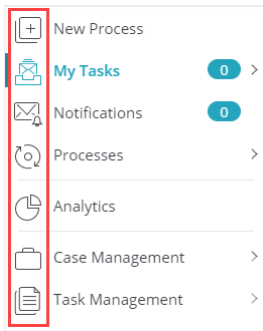 New Process
My Tasks 0
Notifications 0
Processes
Analytics
Case Management
Task Management